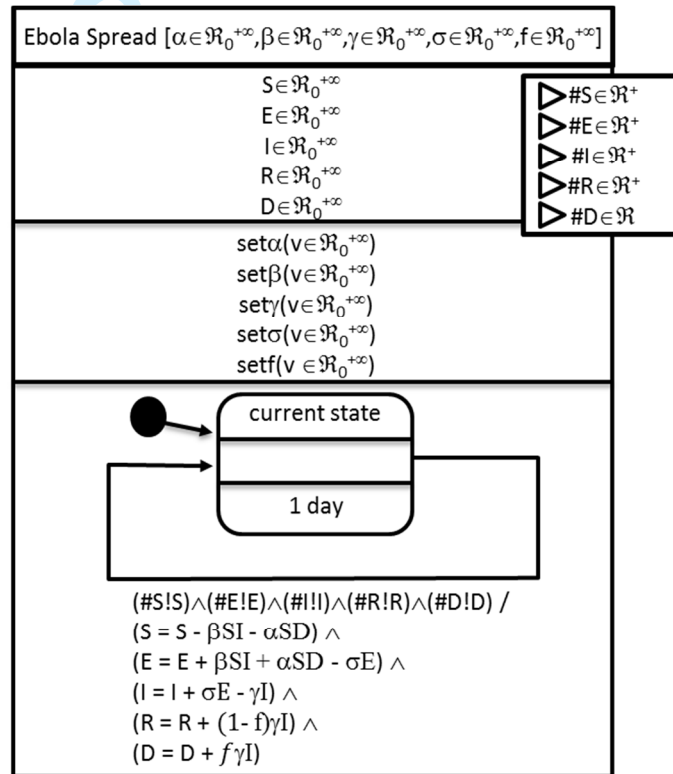 Ebola Spread [α∈ℜ₀⁺∞,β∈ℜ₀⁺∞,γ∈ℜ₀⁺∞,σ∈ℜ₀⁺∞,f∈ℜ₀⁺∞]
S∈ℜ₀⁺∞
E∈ℜ₀⁺∞
I∈ℜ₀⁺∞
R∈ℜ₀⁺∞
D∈ℜ₀⁺∞
#S∈ℜ⁺
#E∈ℜ⁺
#I∈ℜ⁺
#R∈ℜ⁺
#D∈ℜ
setα(v∈ℜ₀⁺∞)
setβ(v∈ℜ₀⁺∞)
setγ(v∈ℜ₀⁺∞)
setσ(v∈ℜ₀⁺∞)
setf(v ∈ℜ₀⁺∞)
current state
1 day
(#S!S)∧(#E!E)∧(#I!I)∧(#R!R)∧(#D!D) /
(S = S - βSI - αSD) ∧
(E = E + βSI + αSD - σE) ∧
(I = I + σE - γI) ∧
(R = R + (1- f)γI) ∧
(D = D + fγI)